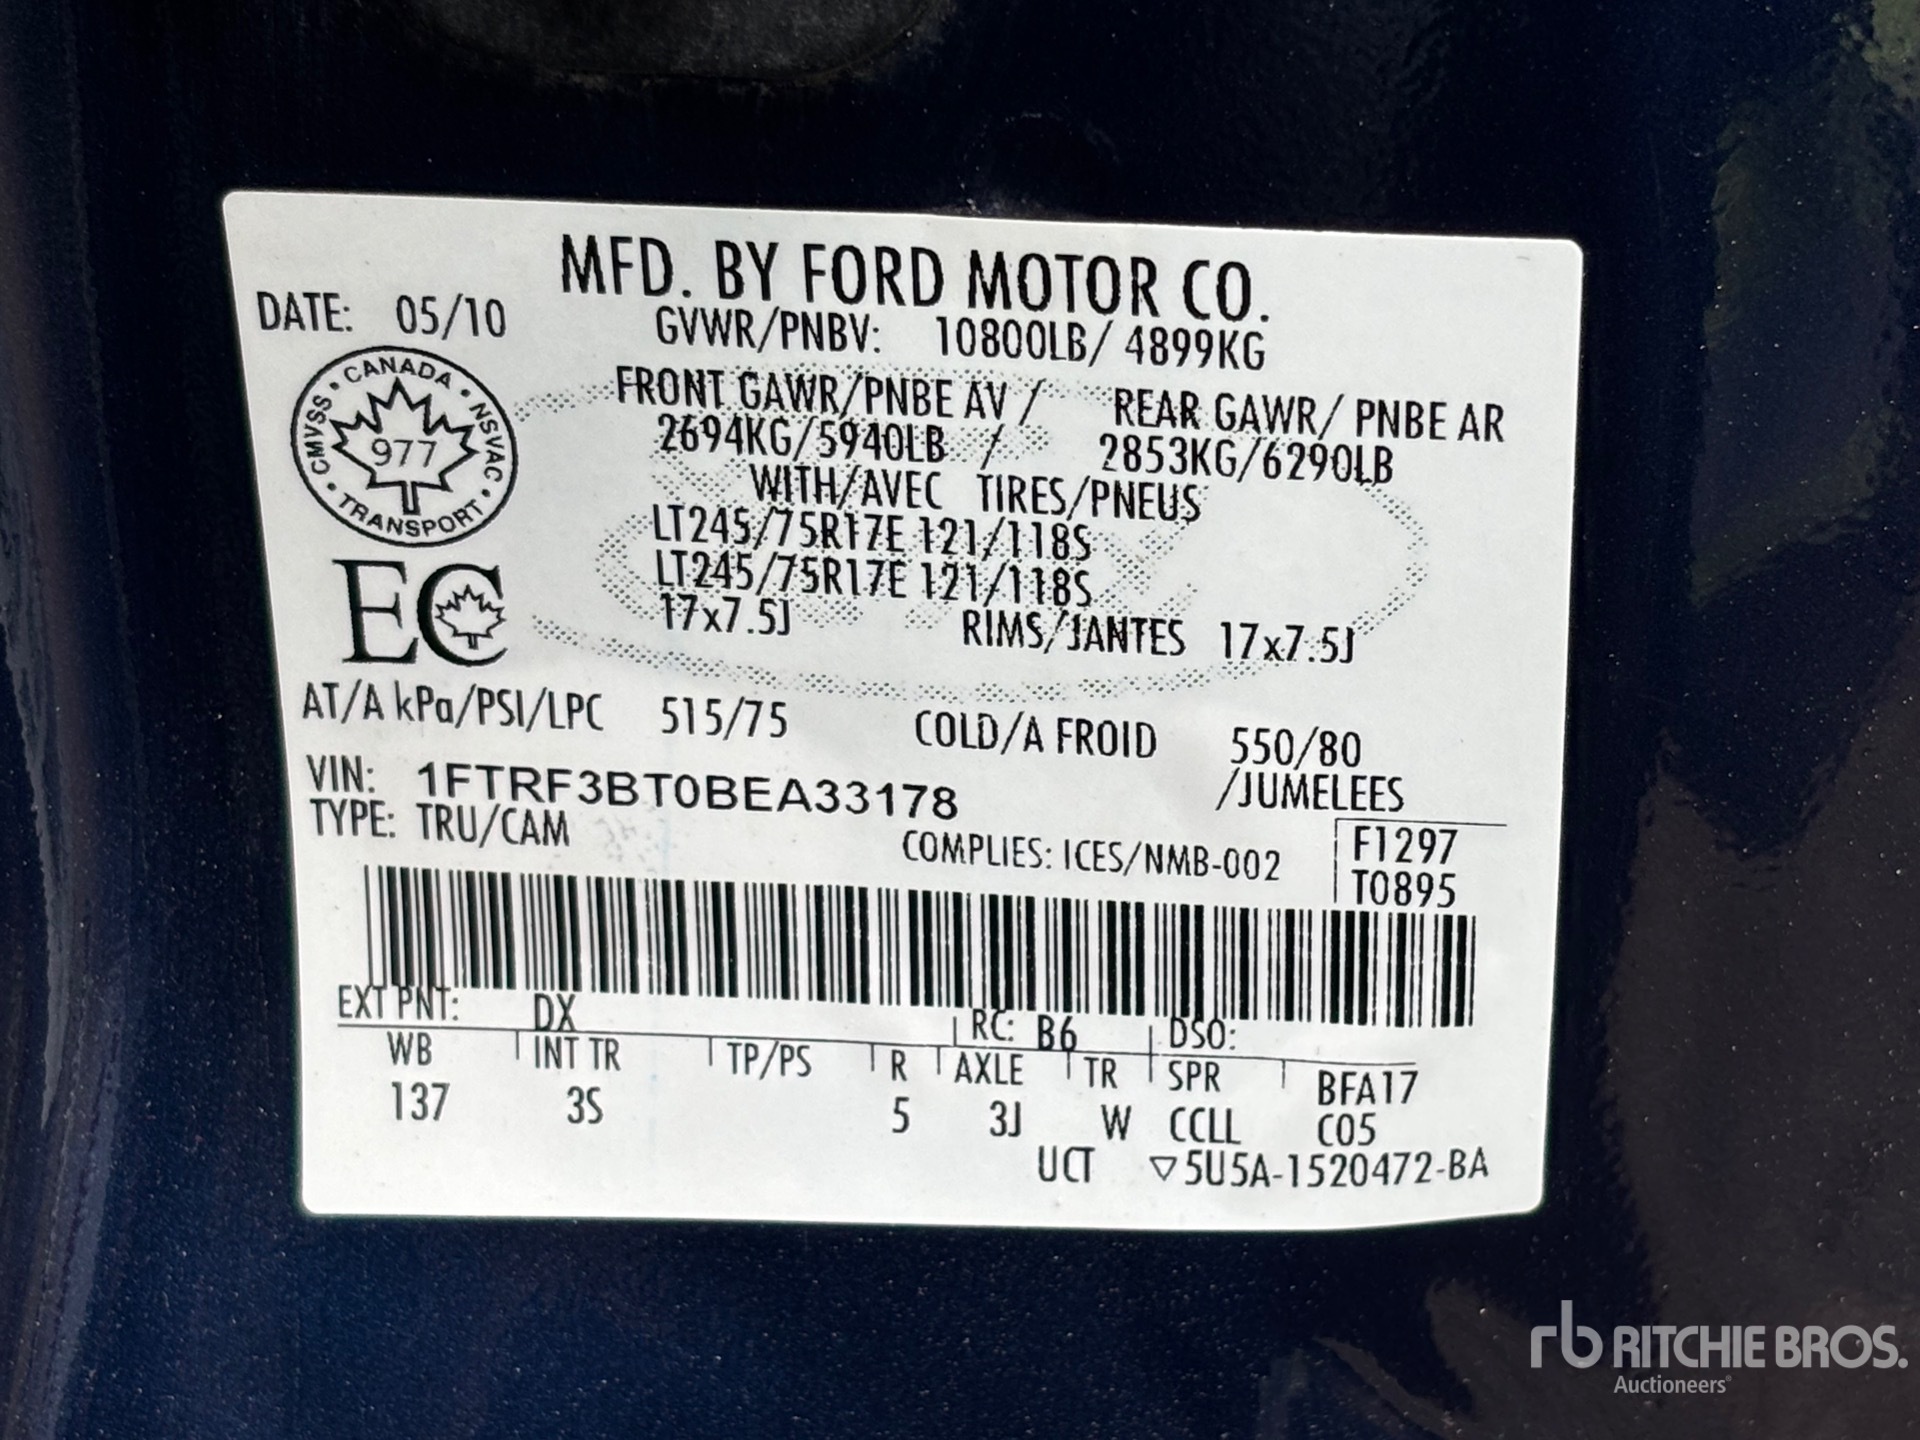 MFD. BY FORD MOTOR CO.
DATE: 05/10 GVWR/PNBV: 10800LB/ 4899KG
CANADA
CMVSS NSVAC
977
TRANSPORT
FRONT GAWR/PNBE AV / REAR GAWR/ PNBE AR
2694KG/5940LB / 2853KG/6290LB
WITH/AVEC TIRES/PNEUS
LT245/75R17E 121/118S
LT245/75R17E 121/118S
EC
17x7.5J RIMS/JANTES 17x7.5J
AT/A kPa/PSI/LPC 515/75 COLD/A FROID 550/80
VIN: 1FTRF3BT0BEA33178 /JUMELEES
TYPE: TRU/CAM COMPLIES: ICES/NMB-002 F1297
T0895
EXT PNT: DX RC: B6 DSO:
WB INT TR TP/PS R AXLE TR SPR BFA17
137 3S 5 3J W CCLL C05
UCT ▽5U5A-1520472-BA
rb RITCHIE BROS.
Auctioneers®